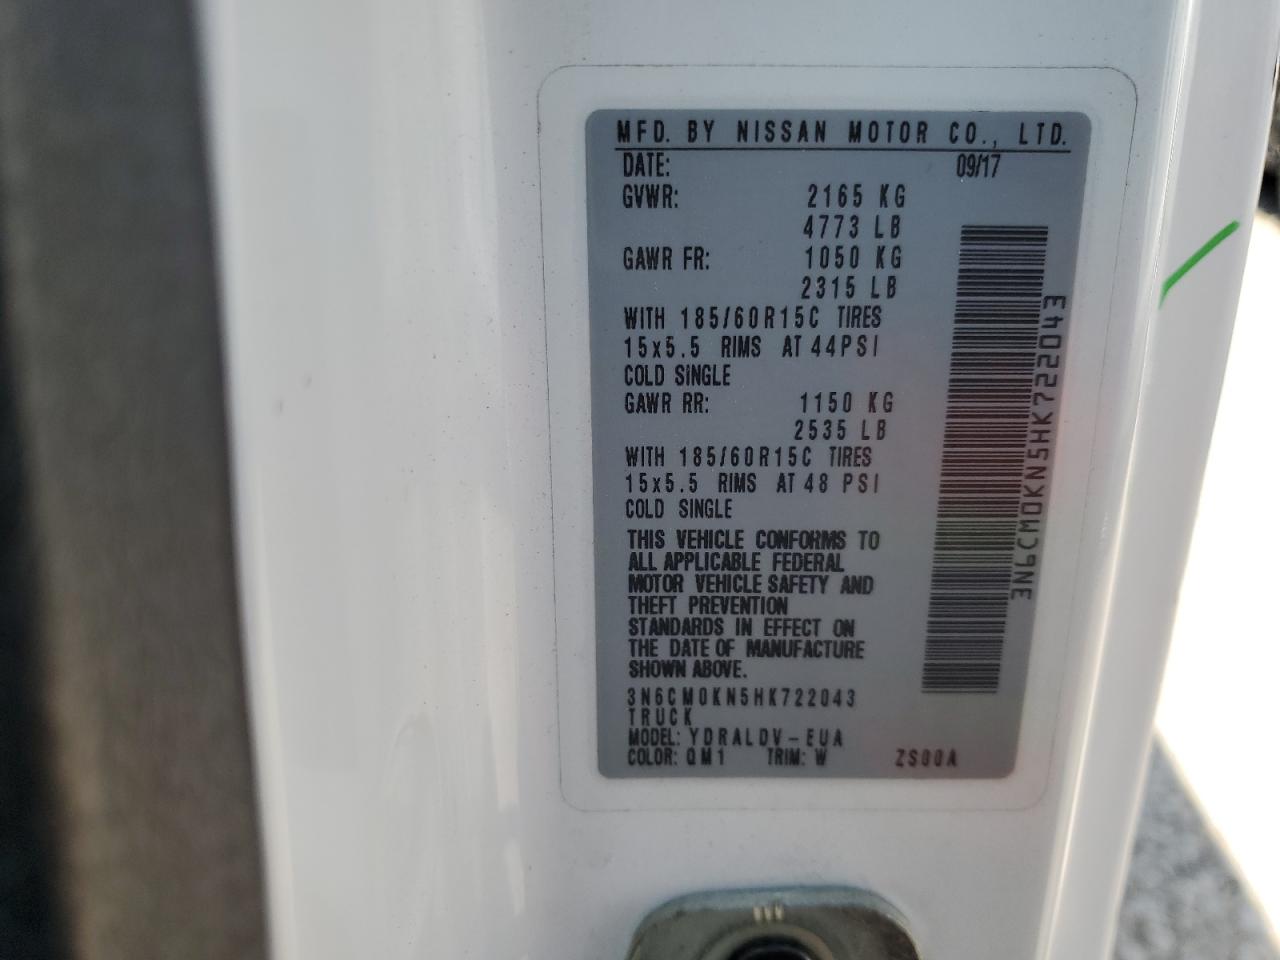 MFD. BY NISSAN MOTOR CO., LTD.
DATE: 09/17
GVWR: 2165 KG
4773 LB
GAWR FR: 1050 KG
2315 LB
WITH 185/60R15C TIRES
15x5.5 RIMS AT 44PSI
COLD SINGLE
GAWR RR: 1150 KG
2535 LB
WITH 185/60R15C TIRES
15x5.5 RIMS AT 48 PSI
COLD SINGLE
THIS VEHICLE CONFORMS TO
ALL APPLICABLE FEDERAL
MOTOR VEHICLE SAFETY AND
THEFT PREVENTION
STANDARDS IN EFFECT ON
THE DATE OF MANUFACTURE
SHOWN ABOVE.
3N6CM0KN5HK722043
TRUCK
MODEL: YDRALDV-EUA
COLOR: QM1 TRIM: W ZS00A
3N6CM0KN5HK722043